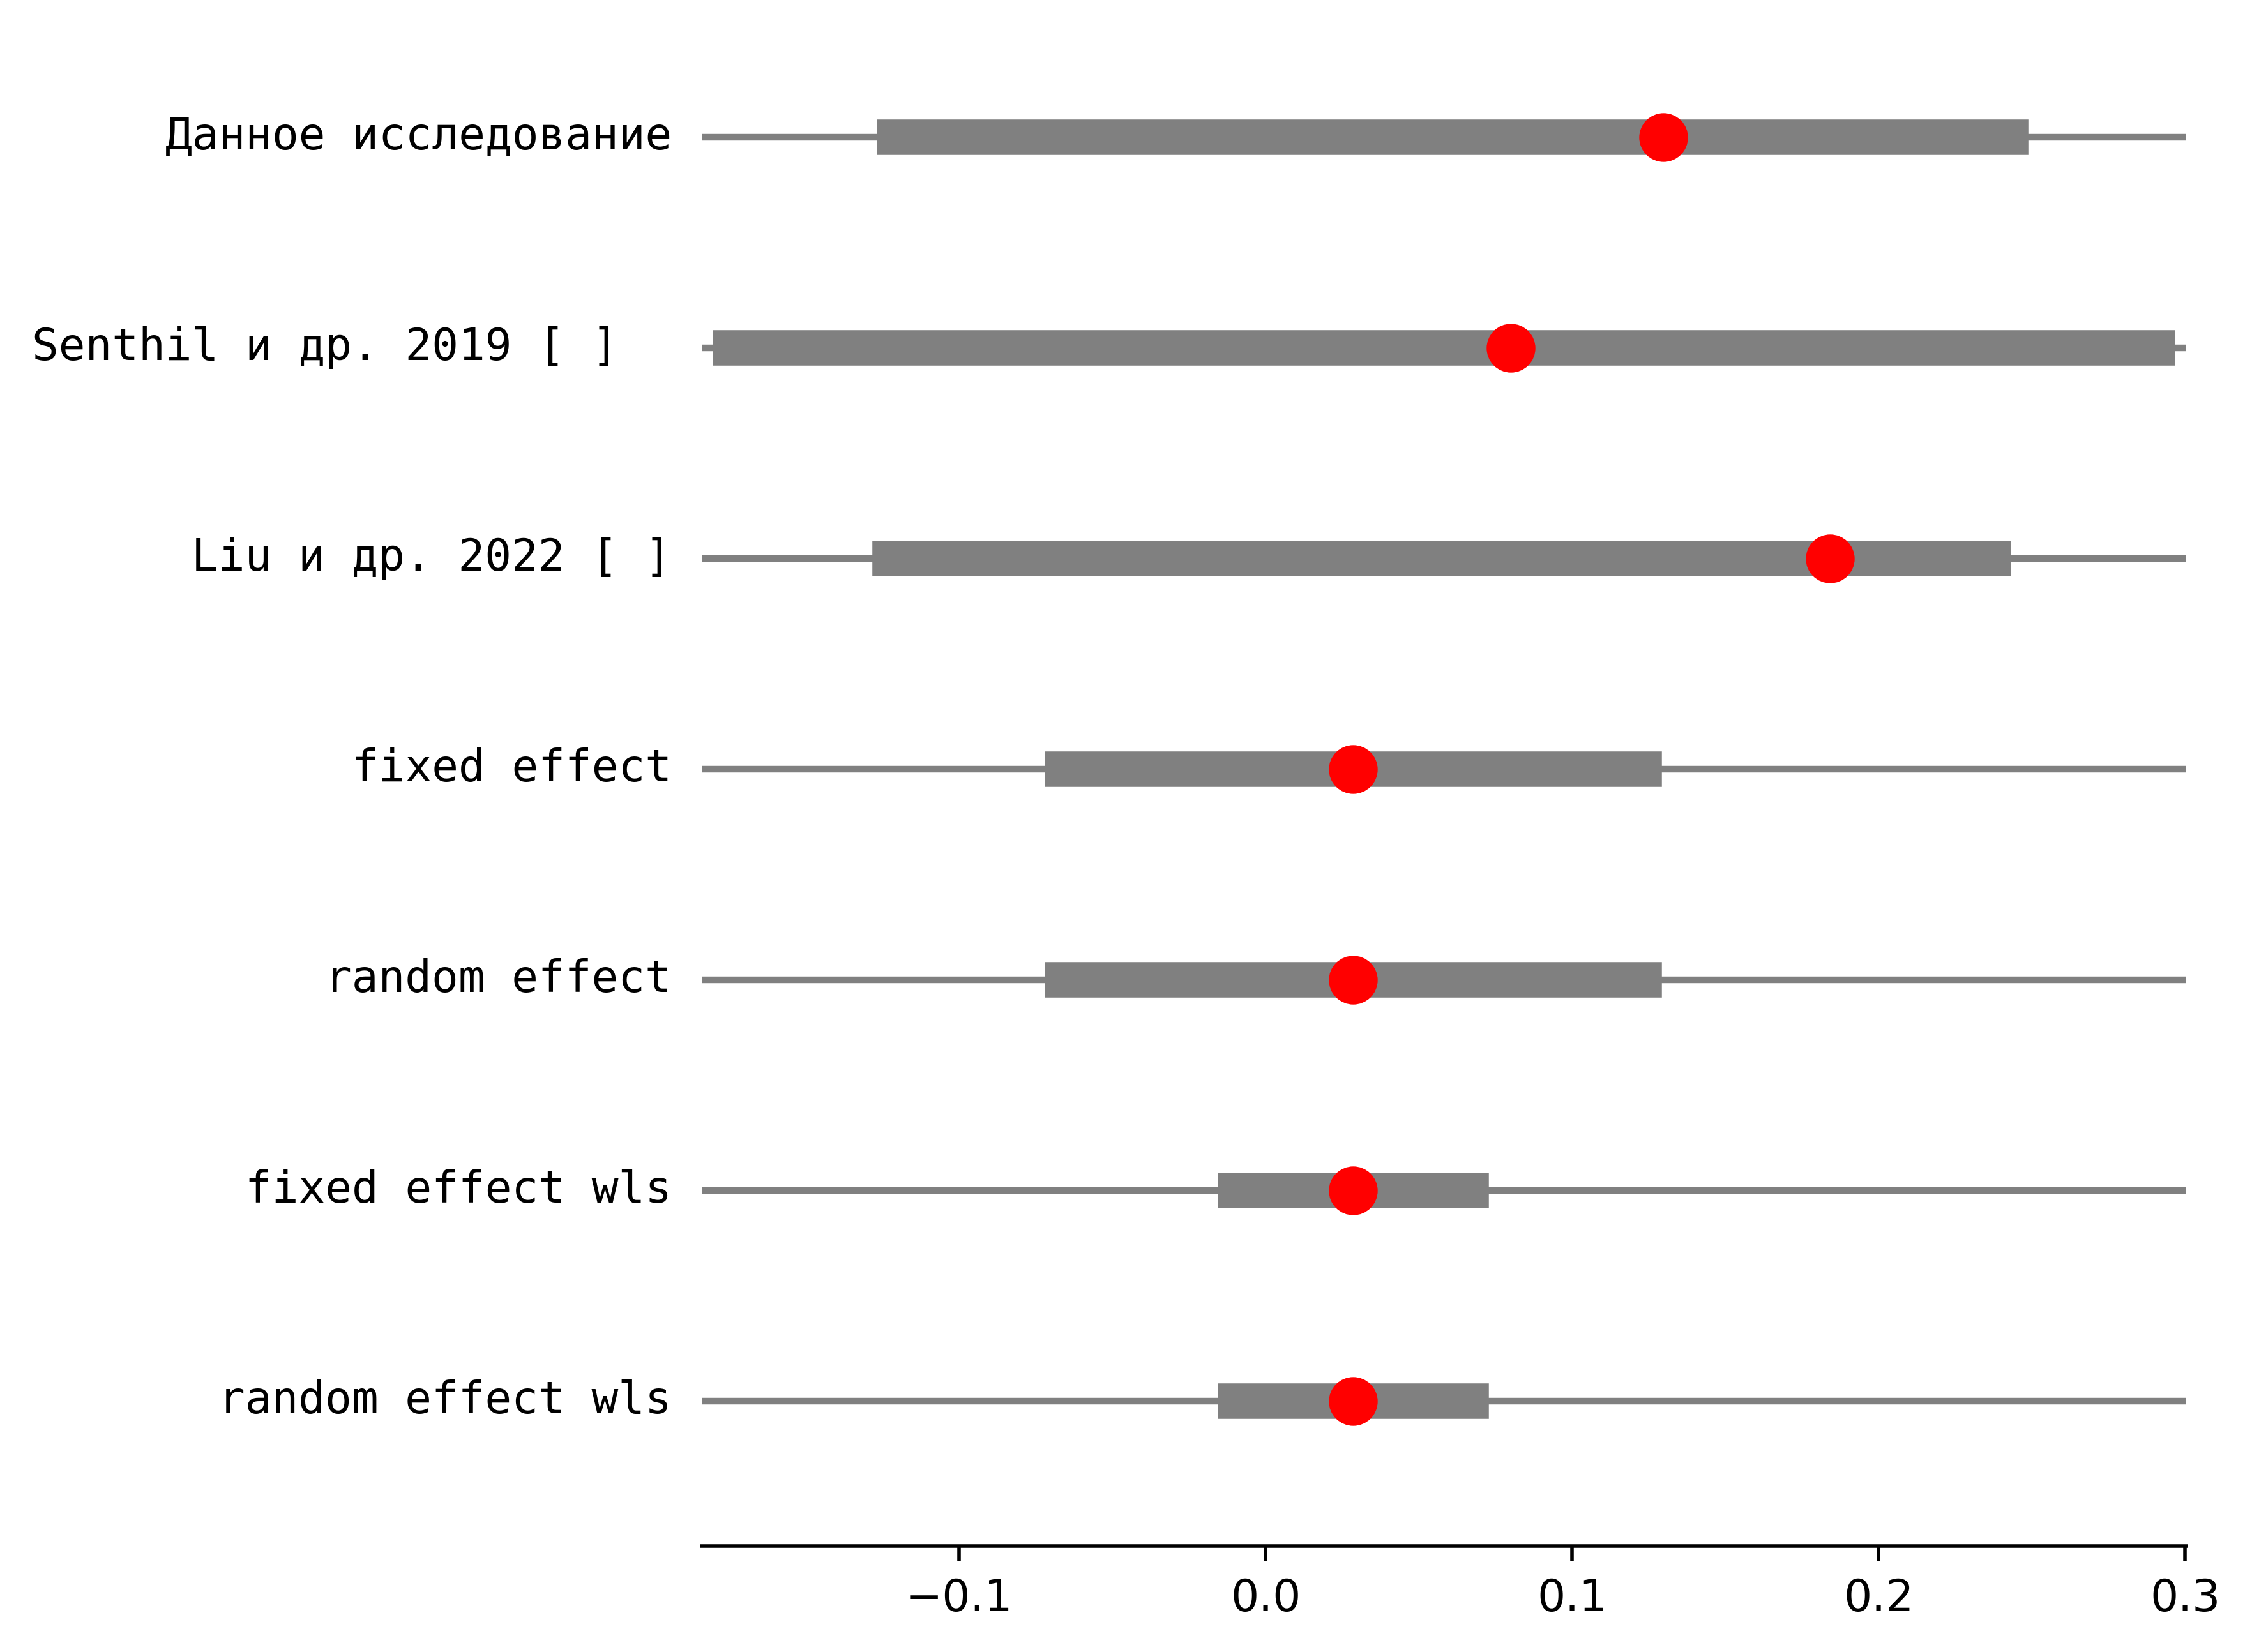 Данное исследование
Senthil и др. 2019 [ ]
Liu и др. 2022 [ ]
fixed effect
random effect
fixed effect wls
random effect wls
−0.1 0.0 0.1 0.2 0.3